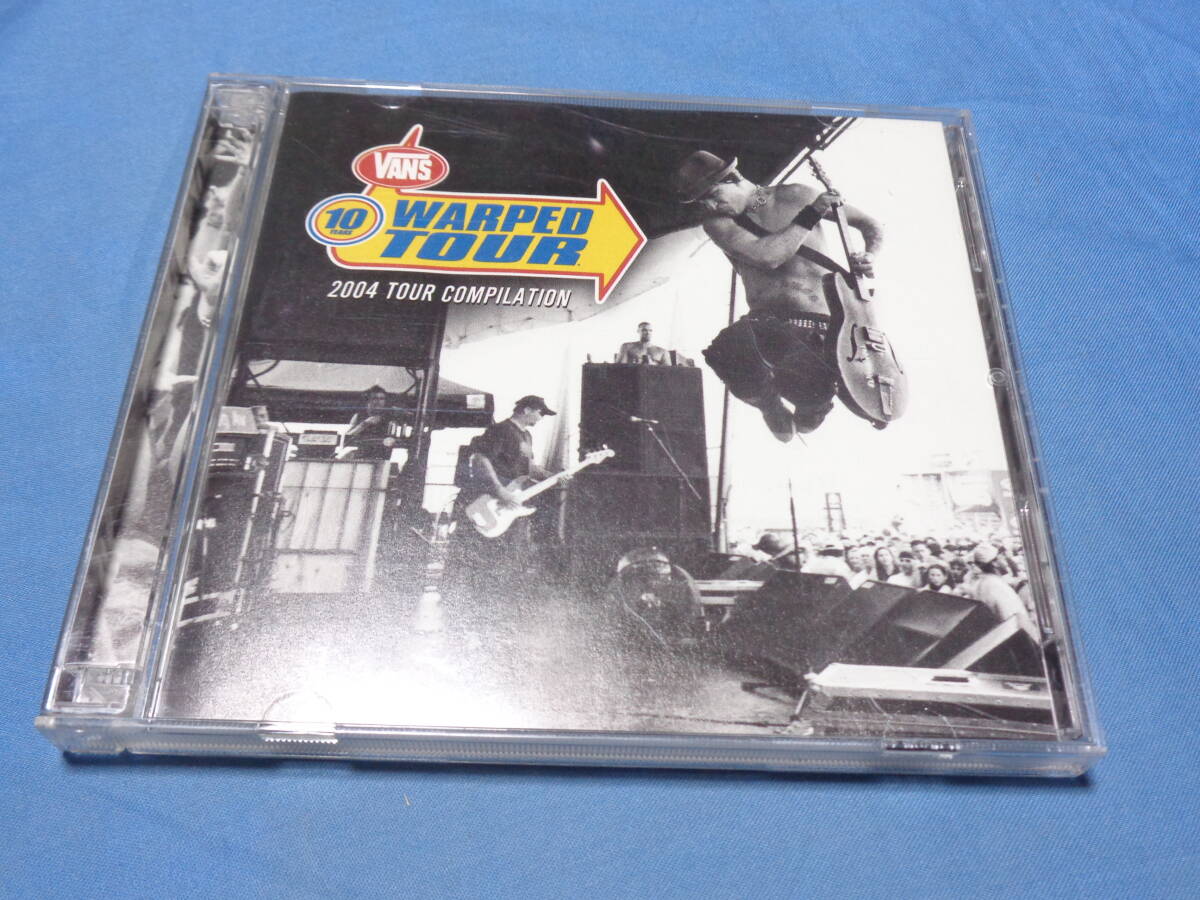 VANS
10
YEARS
WARPED
TOUR
2004 TOUR COMPILATION